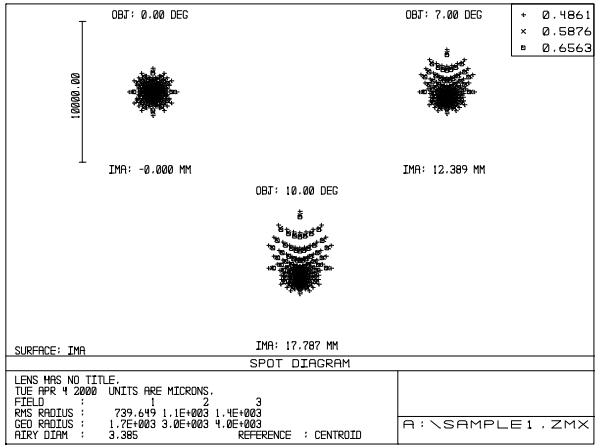 OBJ: 0.00 DEG
OBJ: 7.00 DEG
+ 0.4861
× 0.5876
0.6563
10000.00
IMA: -0.000 MM
IMA: 12.389 MM
OBJ: 10.00 DEG
IMA: 17.787 MM
SURFACE: IMA
SPOT DIAGRAM
LENS HAS NO TITLE.
TUE APR 4 2000 UNITS ARE MICRONS.
FIELD : 1 2 3
RMS RADIUS : 739.649 1.1E+003 1.4E+003
GEO RADIUS : 1.7E+003 3.0E+003 4.0E+003
AIRY DIAM : 3.385 REFERENCE : CENTROID
A:\SAMPLE1.ZMX